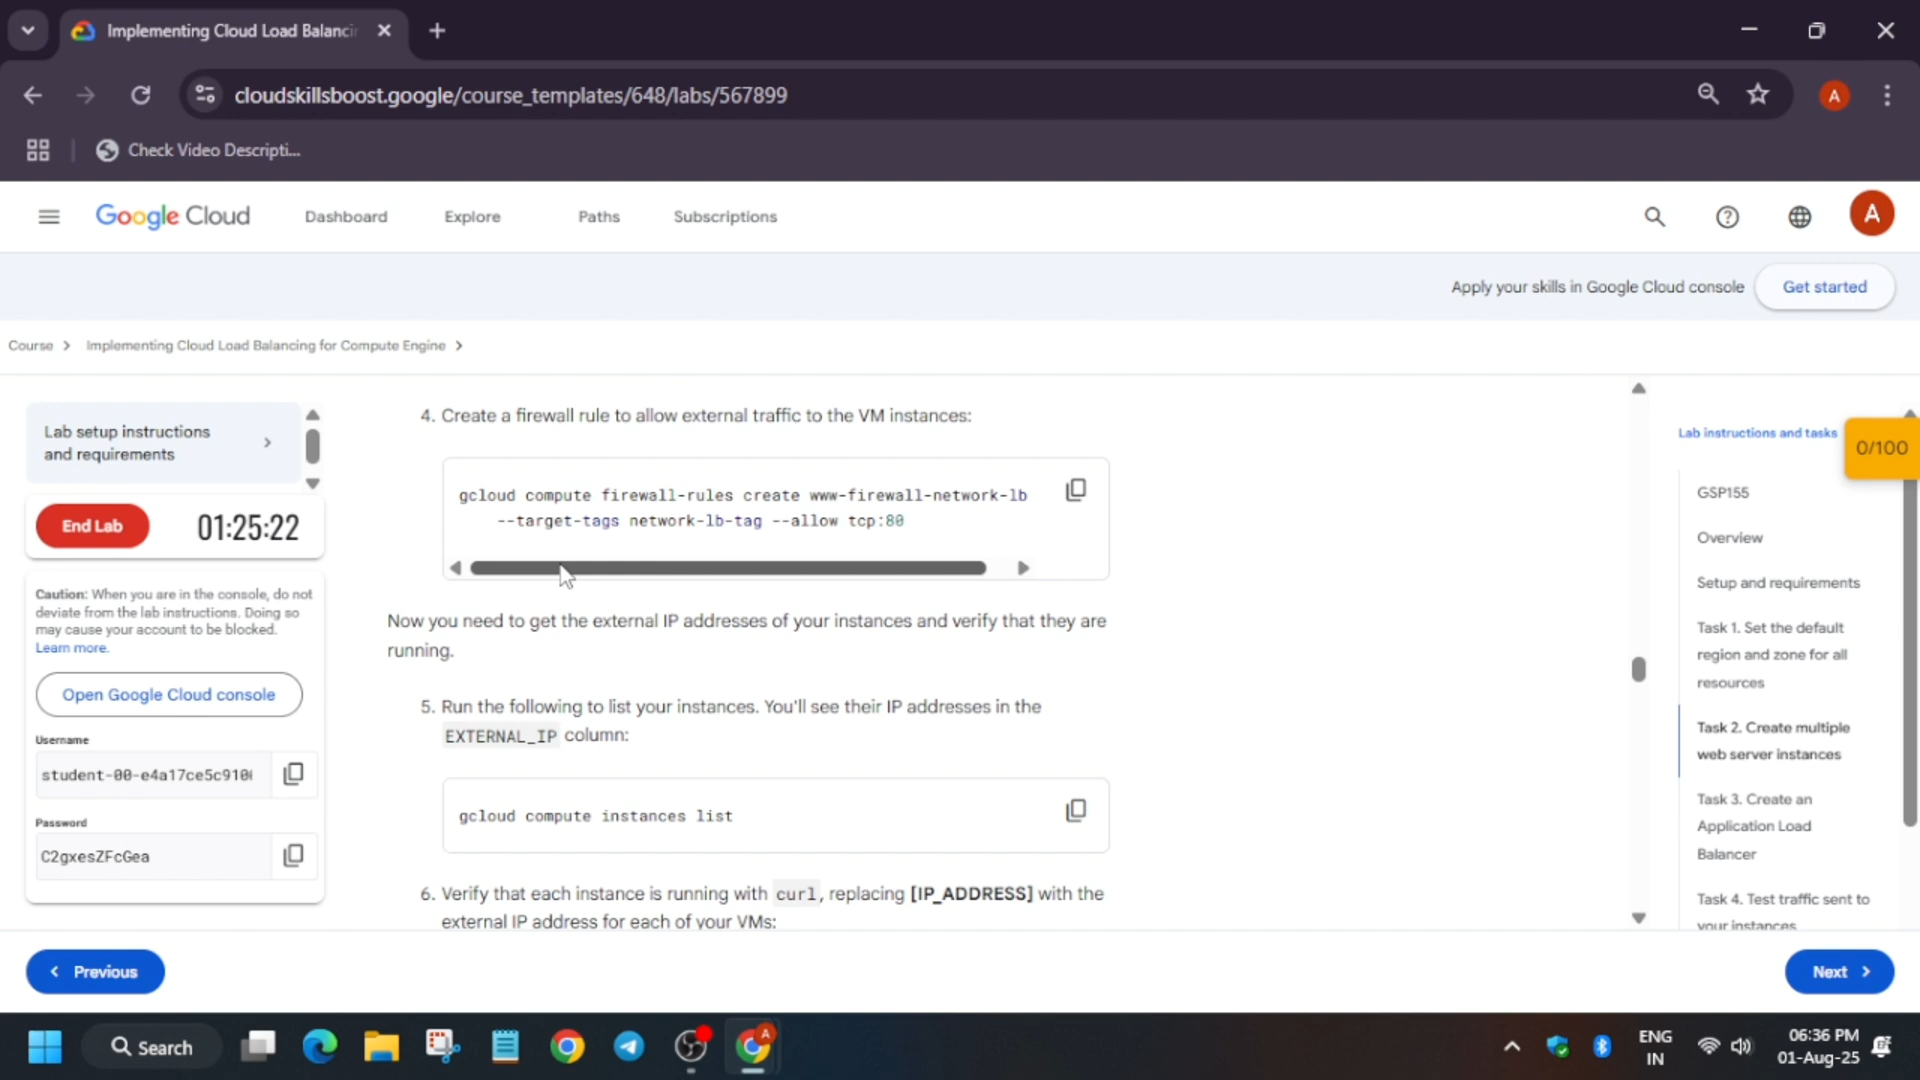 Implementing Cloud Load Balancin
cloudskillsboost.google/course_templates/648/labs/567899
A
Check Video Descripti...
Google Cloud
Dashboard
Explore
Paths
Subscriptions
A
Apply your skills in Google Cloud console
Get started
Course
Implementing Cloud Load Balancing for Compute Engine
Lab setup instructions
and requirements
End Lab
01:25:22
Caution: When you are in the console, do not
deviate from the lab instructions. Doing so
may cause your account to be blocked.
Learn more.
Open Google Cloud console
Username
student-00-e4a17ce5c910
Password
C2gxesZFcGea
4. Create a firewall rule to allow external traffic to the VM instances:
gcloud compute firewall-rules create www-firewall-network-lb
--target-tags network-lb-tag --allow tcp:80
Now you need to get the external IP addresses of your instances and verify that they are
running.
5. Run the following to list your instances. You'll see their IP addresses in the
EXTERNAL_IP column:
gcloud compute instances list
6. Verify that each instance is running with curl, replacing [IP_ADDRESS] with the
external IP address for each of your VMs:
Lab instructions and tasks
0/100
GSP155
Overview
Setup and requirements
Task 1. Set the default
region and zone for all
resources
Task 2. Create multiple
web server instances
Task 3. Create an
Application Load
Balancer
Task 4. Test traffic sent to
your instances
Previous
Next
Search
A
ENG
IN
06:36 PM
01-Aug-25